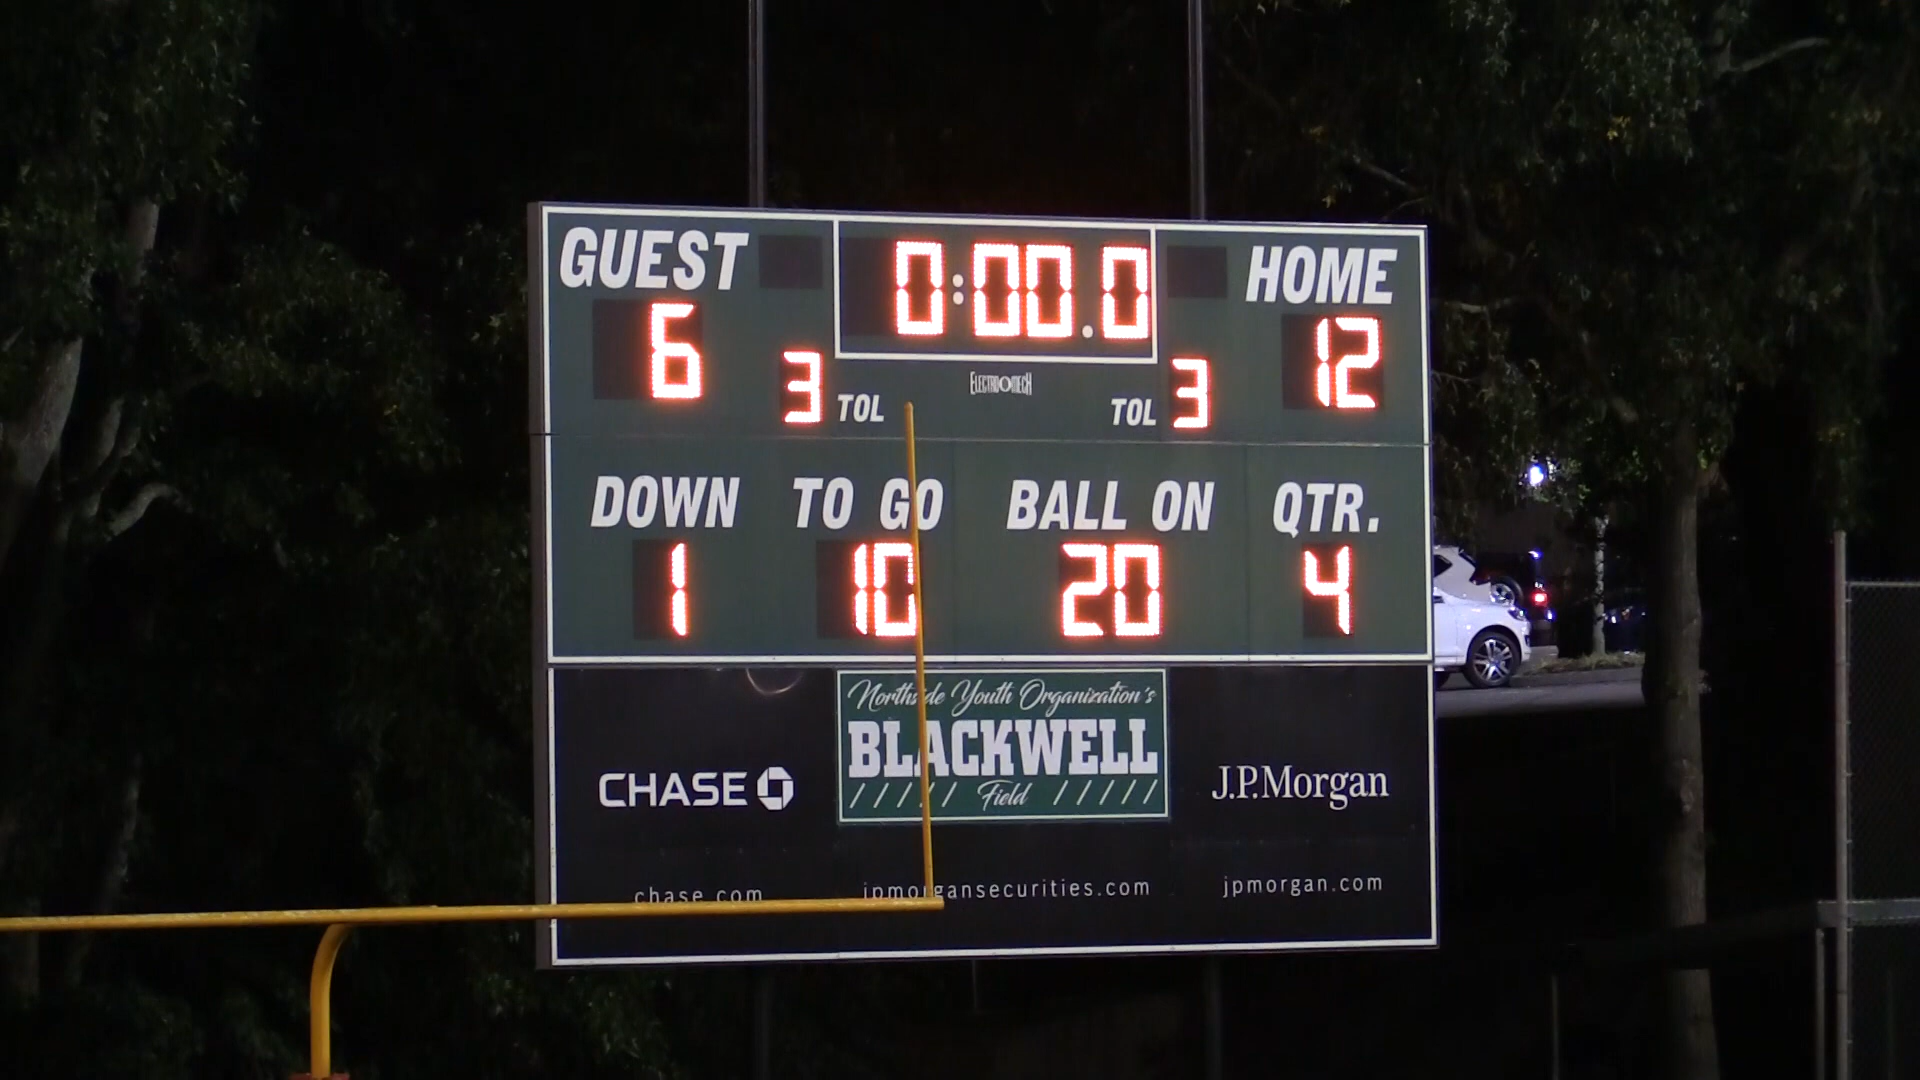 GUEST 0:00.0 HOME
6 12
3 TOL ELECTRO-MECH TOL 3
DOWN TO GO BALL ON QTR.
1 10 20 4
Northside Youth Organization's
BLACKWELL
Field
CHASE J.P.Morgan
chase.com jpmorgansecurities.com jpmorgan.com